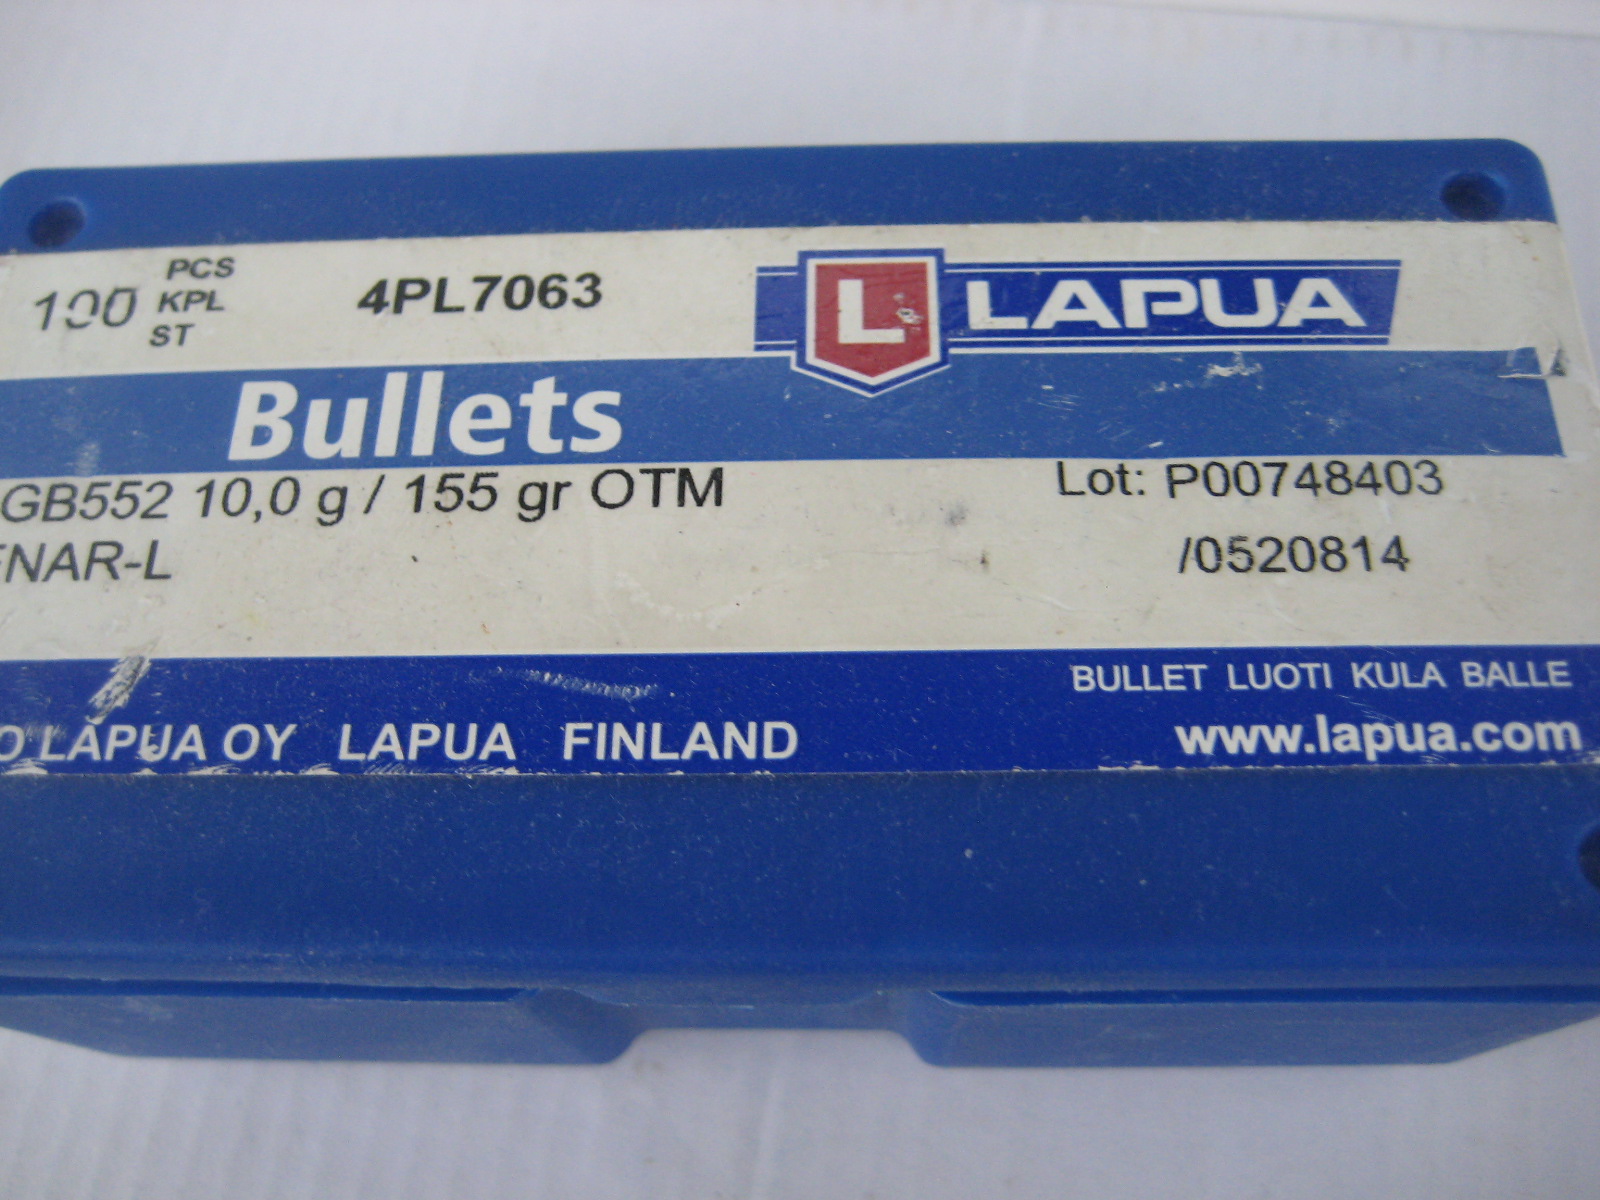 100 PCS KPL ST 4PL7063
L LAPUA
Bullets
GB552 10,0 g / 155 gr OTM
ENAR-L
Lot: P00748403
/0520814
BULLET LUOTI KULA BALLE
O LAPUA OY LAPUA FINLAND
www.lapua.com